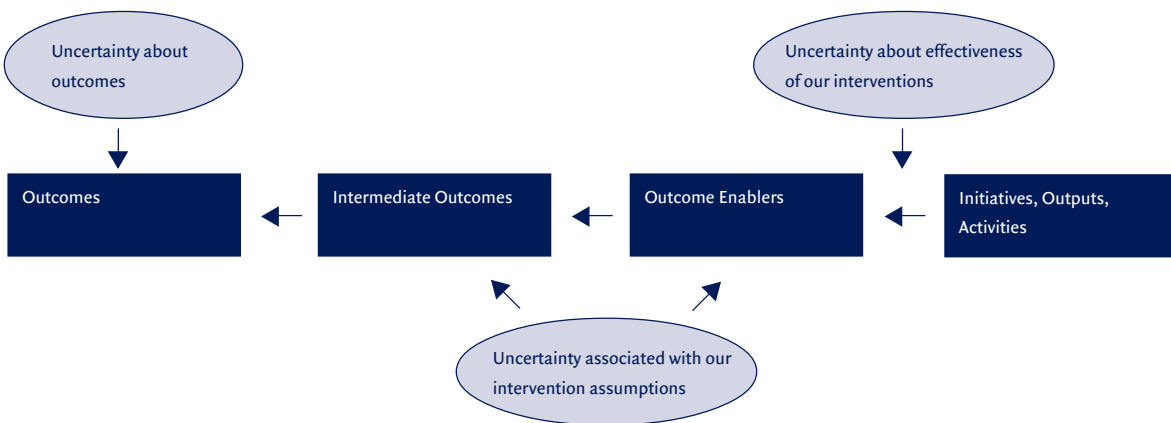 Uncertainty about
outcomes
Uncertainty about effectiveness
of our interventions
Outcomes
Intermediate Outcomes
Outcome Enablers
Initiatives, Outputs,
Activities
Uncertainty associated with our
intervention assumptions